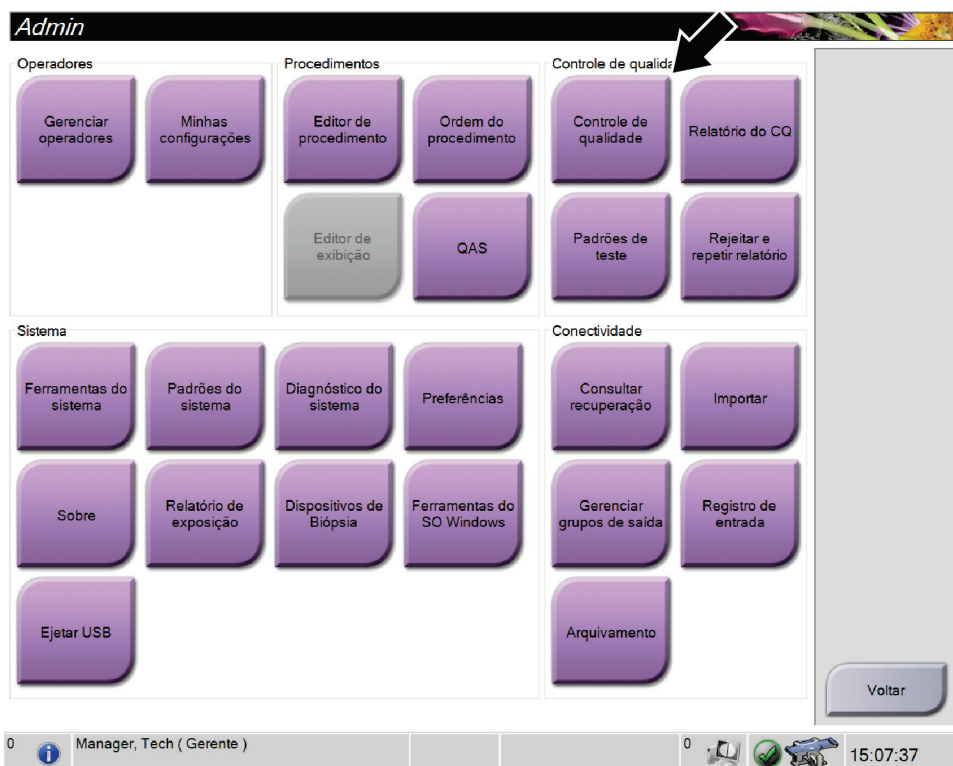 Admin
Operadores
Gerenciar
operadores
Minhas
configurações
Procedimentos
Editor de
procedimento
Ordem do
procedimento
Editor de
exibição
QAS
Controle de qualida
Controle de
qualidade
Relatório do CQ
Padrões de
teste
Rejeitar e
repetir relatório
Sistema
Ferramentas do
sistema
Padrões do
sistema
Diagnóstico do
sistema
Preferências
Sobre
Relatório de
exposição
Dispositivos de
Biópsia
Ferramentas do
SO Windows
Ejetar USB
Conectividade
Consultar
recuperação
Importar
Gerenciar
grupos de saída
Registro de
entrada
Arquivamento
Voltar
0
Manager, Tech ( Gerente )
0
15:07:37